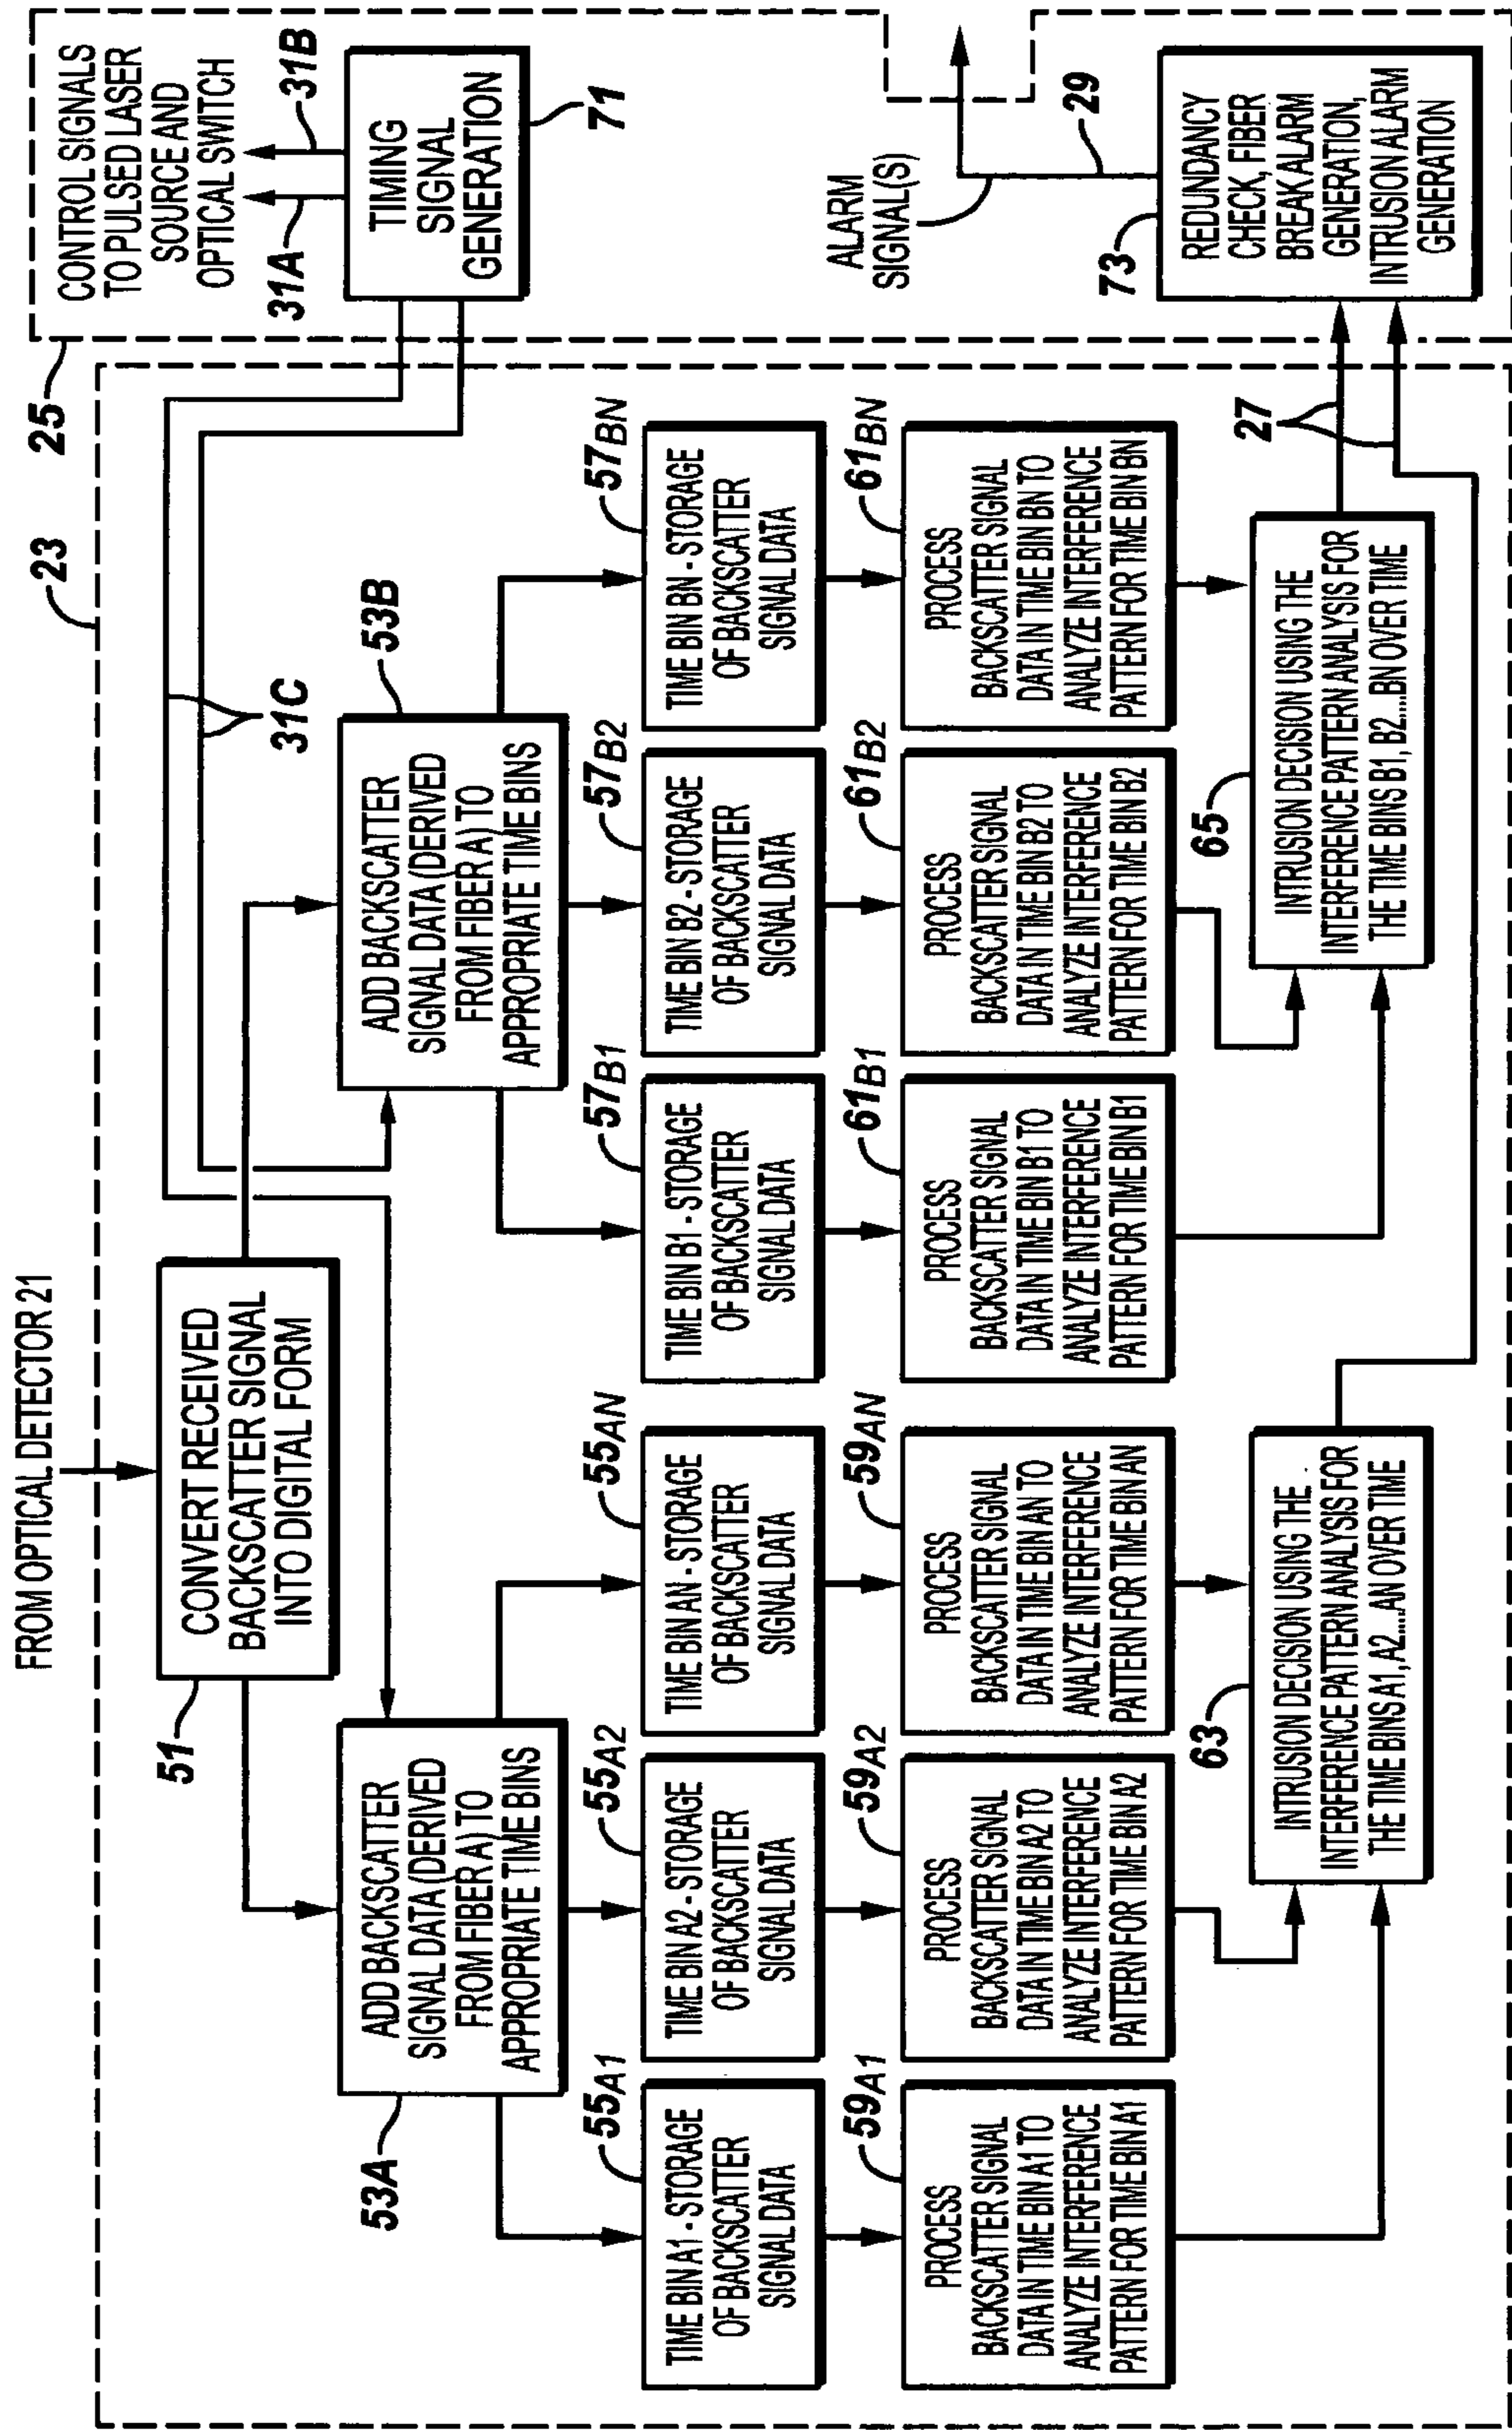 FROM OPTICAL DETECTOR 21
CONVERT RECEIVED
BACKSCATTER SIGNAL
INTO DIGITAL FORM
51
23
25
CONTROL SIGNALS
TO PULSED LASER
SOURCE AND
OPTICAL SWITCH
31A
31B
TIMING
SIGNAL
GENERATION
71
31C
ADD BACKSCATTER
SIGNAL DATA (DERIVED
FROM FIBER A) TO
APPROPRIATE TIME BINS
53A
ADD BACKSCATTER
SIGNAL DATA (DERIVED
FROM FIBER A) TO
APPROPRIATE TIME BINS
53B
TIME BIN A1 - STORAGE
OF BACKSCATTER
SIGNAL DATA
55A1
TIME BIN A2 - STORAGE
OF BACKSCATTER
SIGNAL DATA
55A2
TIME BIN AN - STORAGE
OF BACKSCATTER
SIGNAL DATA
55AN
TIME BIN B1 - STORAGE
OF BACKSCATTER
SIGNAL DATA
57B1
TIME BIN B2 - STORAGE
OF BACKSCATTER
SIGNAL DATA
57B2
TIME BIN BN - STORAGE
OF BACKSCATTER
SIGNAL DATA
57BN
PROCESS
BACKSCATTER SIGNAL
DATA IN TIME BIN A1 TO
ANALYZE INTERFERENCE
PATTERN FOR TIME BIN A1
59A1
PROCESS
BACKSCATTER SIGNAL
DATA IN TIME BIN A2 TO
ANALYZE INTERFERENCE
PATTERN FOR TIME BIN A2
59A2
PROCESS
BACKSCATTER SIGNAL
DATA IN TIME BIN AN TO
ANALYZE INTERFERENCE
PATTERN FOR TIME BIN AN
59AN
PROCESS
BACKSCATTER SIGNAL
DATA IN TIME BIN B1 TO
ANALYZE INTERFERENCE
PATTERN FOR TIME BIN B1
61B1
PROCESS
BACKSCATTER SIGNAL
DATA IN TIME BIN B2 TO
ANALYZE INTERFERENCE
PATTERN FOR TIME BIN B2
61B2
PROCESS
BACKSCATTER SIGNAL
DATA IN TIME BIN BN TO
ANALYZE INTERFERENCE
PATTERN FOR TIME BIN BN
61BN
INTRUSION DECISION USING THE
INTERFERENCE PATTERN ANALYSIS FOR
THE TIME BINS A1, A2.....AN OVER TIME
63
INTRUSION DECISION USING THE
INTERFERENCE PATTERN ANALYSIS FOR
THE TIME BINS B1, B2.....BN OVER TIME
65
27
ALARM
SIGNAL(S)
29
73
REDUNDANCY
CHECK, FIBER
BREAK ALARM
GENERATION,
INTRUSION ALARM
GENERATION